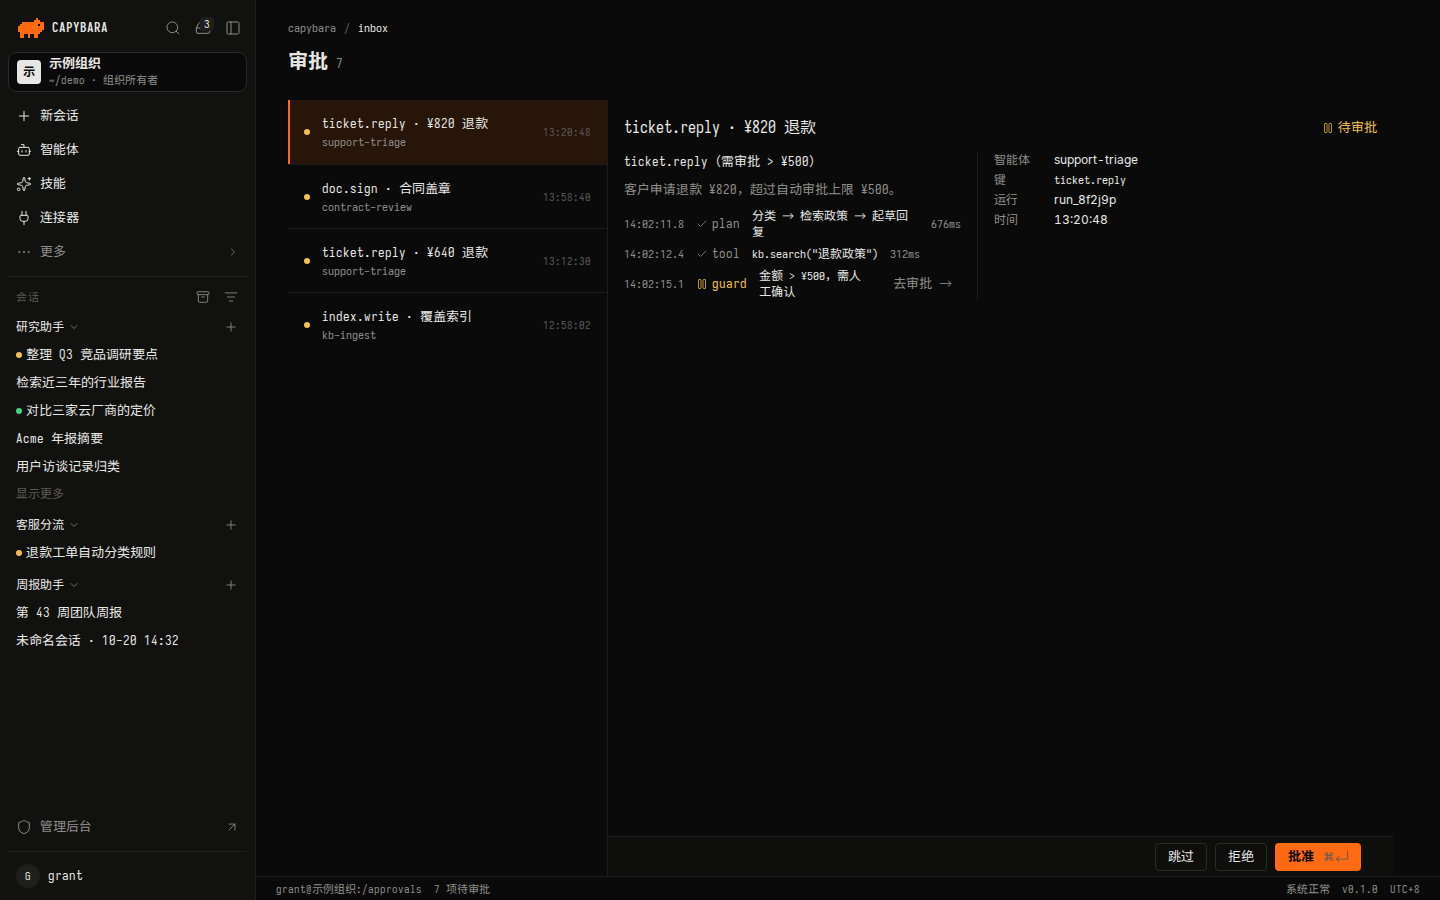 CAPYBARA
3
示 示例组织
~/demo · 组织所有者
新会话
智能体
技能
连接器
更多
会话
研究助手
整理 Q3 竞品调研要点
检索近三年的行业报告
对比三家云厂商的定价
Acme 年报摘要
用户访谈记录归类
显示更多
客服分流
退款工单自动分类规则
周报助手
第 43 周团队周报
未命名会话 · 10-20 14:32
管理后台
G grant
capybara / inbox
审批 7
ticket.reply · ¥820 退款 13:20:48
support-triage
doc.sign · 合同盖章 13:58:40
contract-review
ticket.reply · ¥640 退款 13:12:30
support-triage
index.write · 覆盖索引 12:58:02
kb-ingest
ticket.reply · ¥820 退款 待审批
ticket.reply (需审批 > ¥500)
客户申请退款 ¥820，超过自动审批上限 ¥500。
14:02:11.8 plan 分类 → 检索政策 → 起草回
复 676ms
14:02:12.4 tool kb.search("退款政策") 312ms
14:02:15.1 guard 金额 > ¥500，需人
工确认 去审批 →
智能体 support-triage
键 ticket.reply
运行 run_8f2j9p
时间 13:20:48
跳过 拒绝 批准 ⌘↵
grant@示例组织:/approvals 7 项待审批
系统正常 v0.1.0 UTC+8